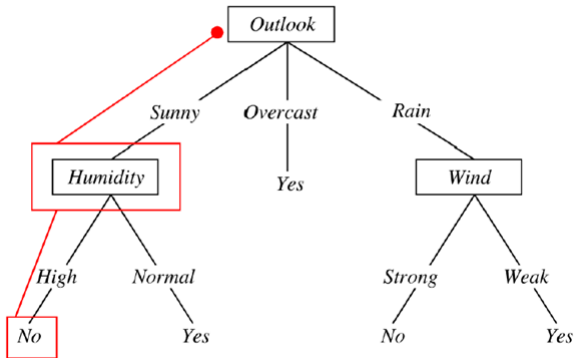 Outlook
Sunny Overcast Rain
Humidity Yes Wind
High Normal Strong Weak
No Yes No Yes